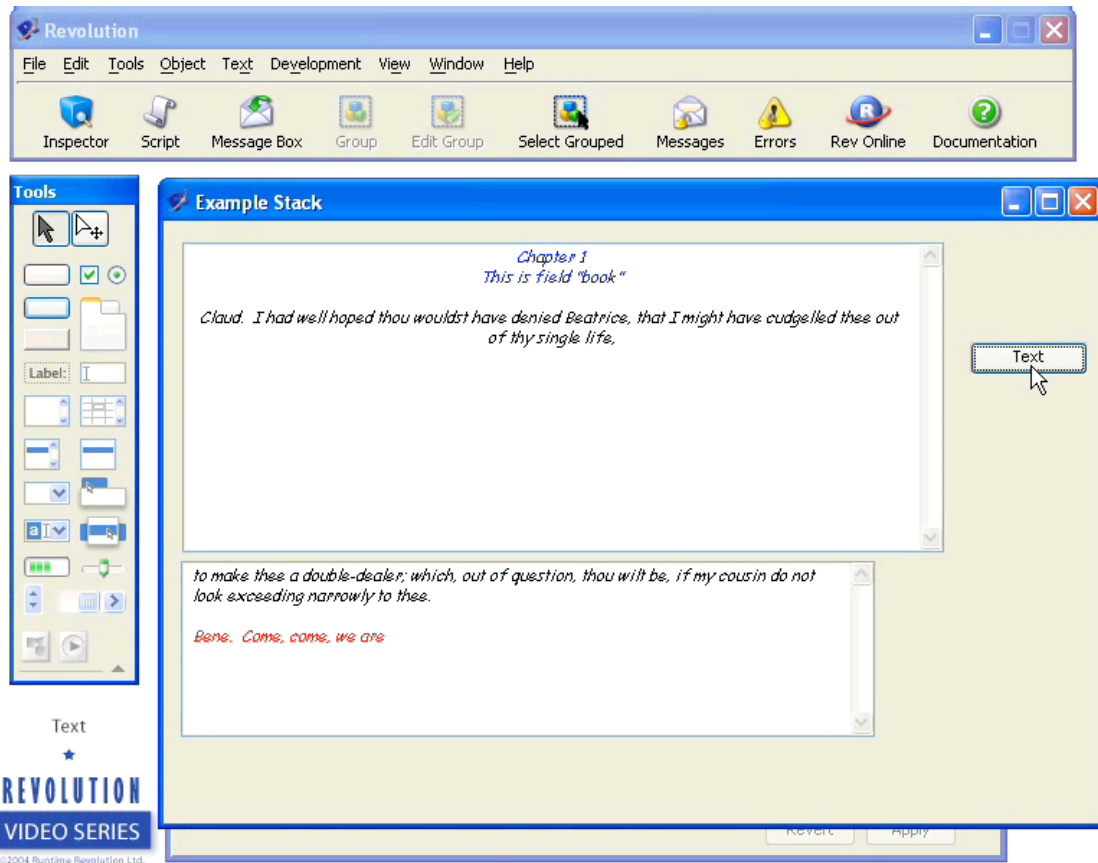 Revolution
File Edit Tools Object Text Development View Window Help
Inspector Script Message Box Group Edit Group Select Grouped Messages Errors Rev Online Documentation
Tools
Example Stack
Chapter 1
This is field "book"
Claud. I had well hoped thou wouldst have denied Beatrice, that I might have cudgelled thee out
of thy single life,
Text
Label:
a
to make thee a double-dealer; which, out of question, thou wilt be, if my cousin do not
look exceeding narrowly to thee.
Bene. Come, come, we are
Text
REVOLUTION
VIDEO SERIES
©2004 Runtime Revolution Ltd.
Revert Apply